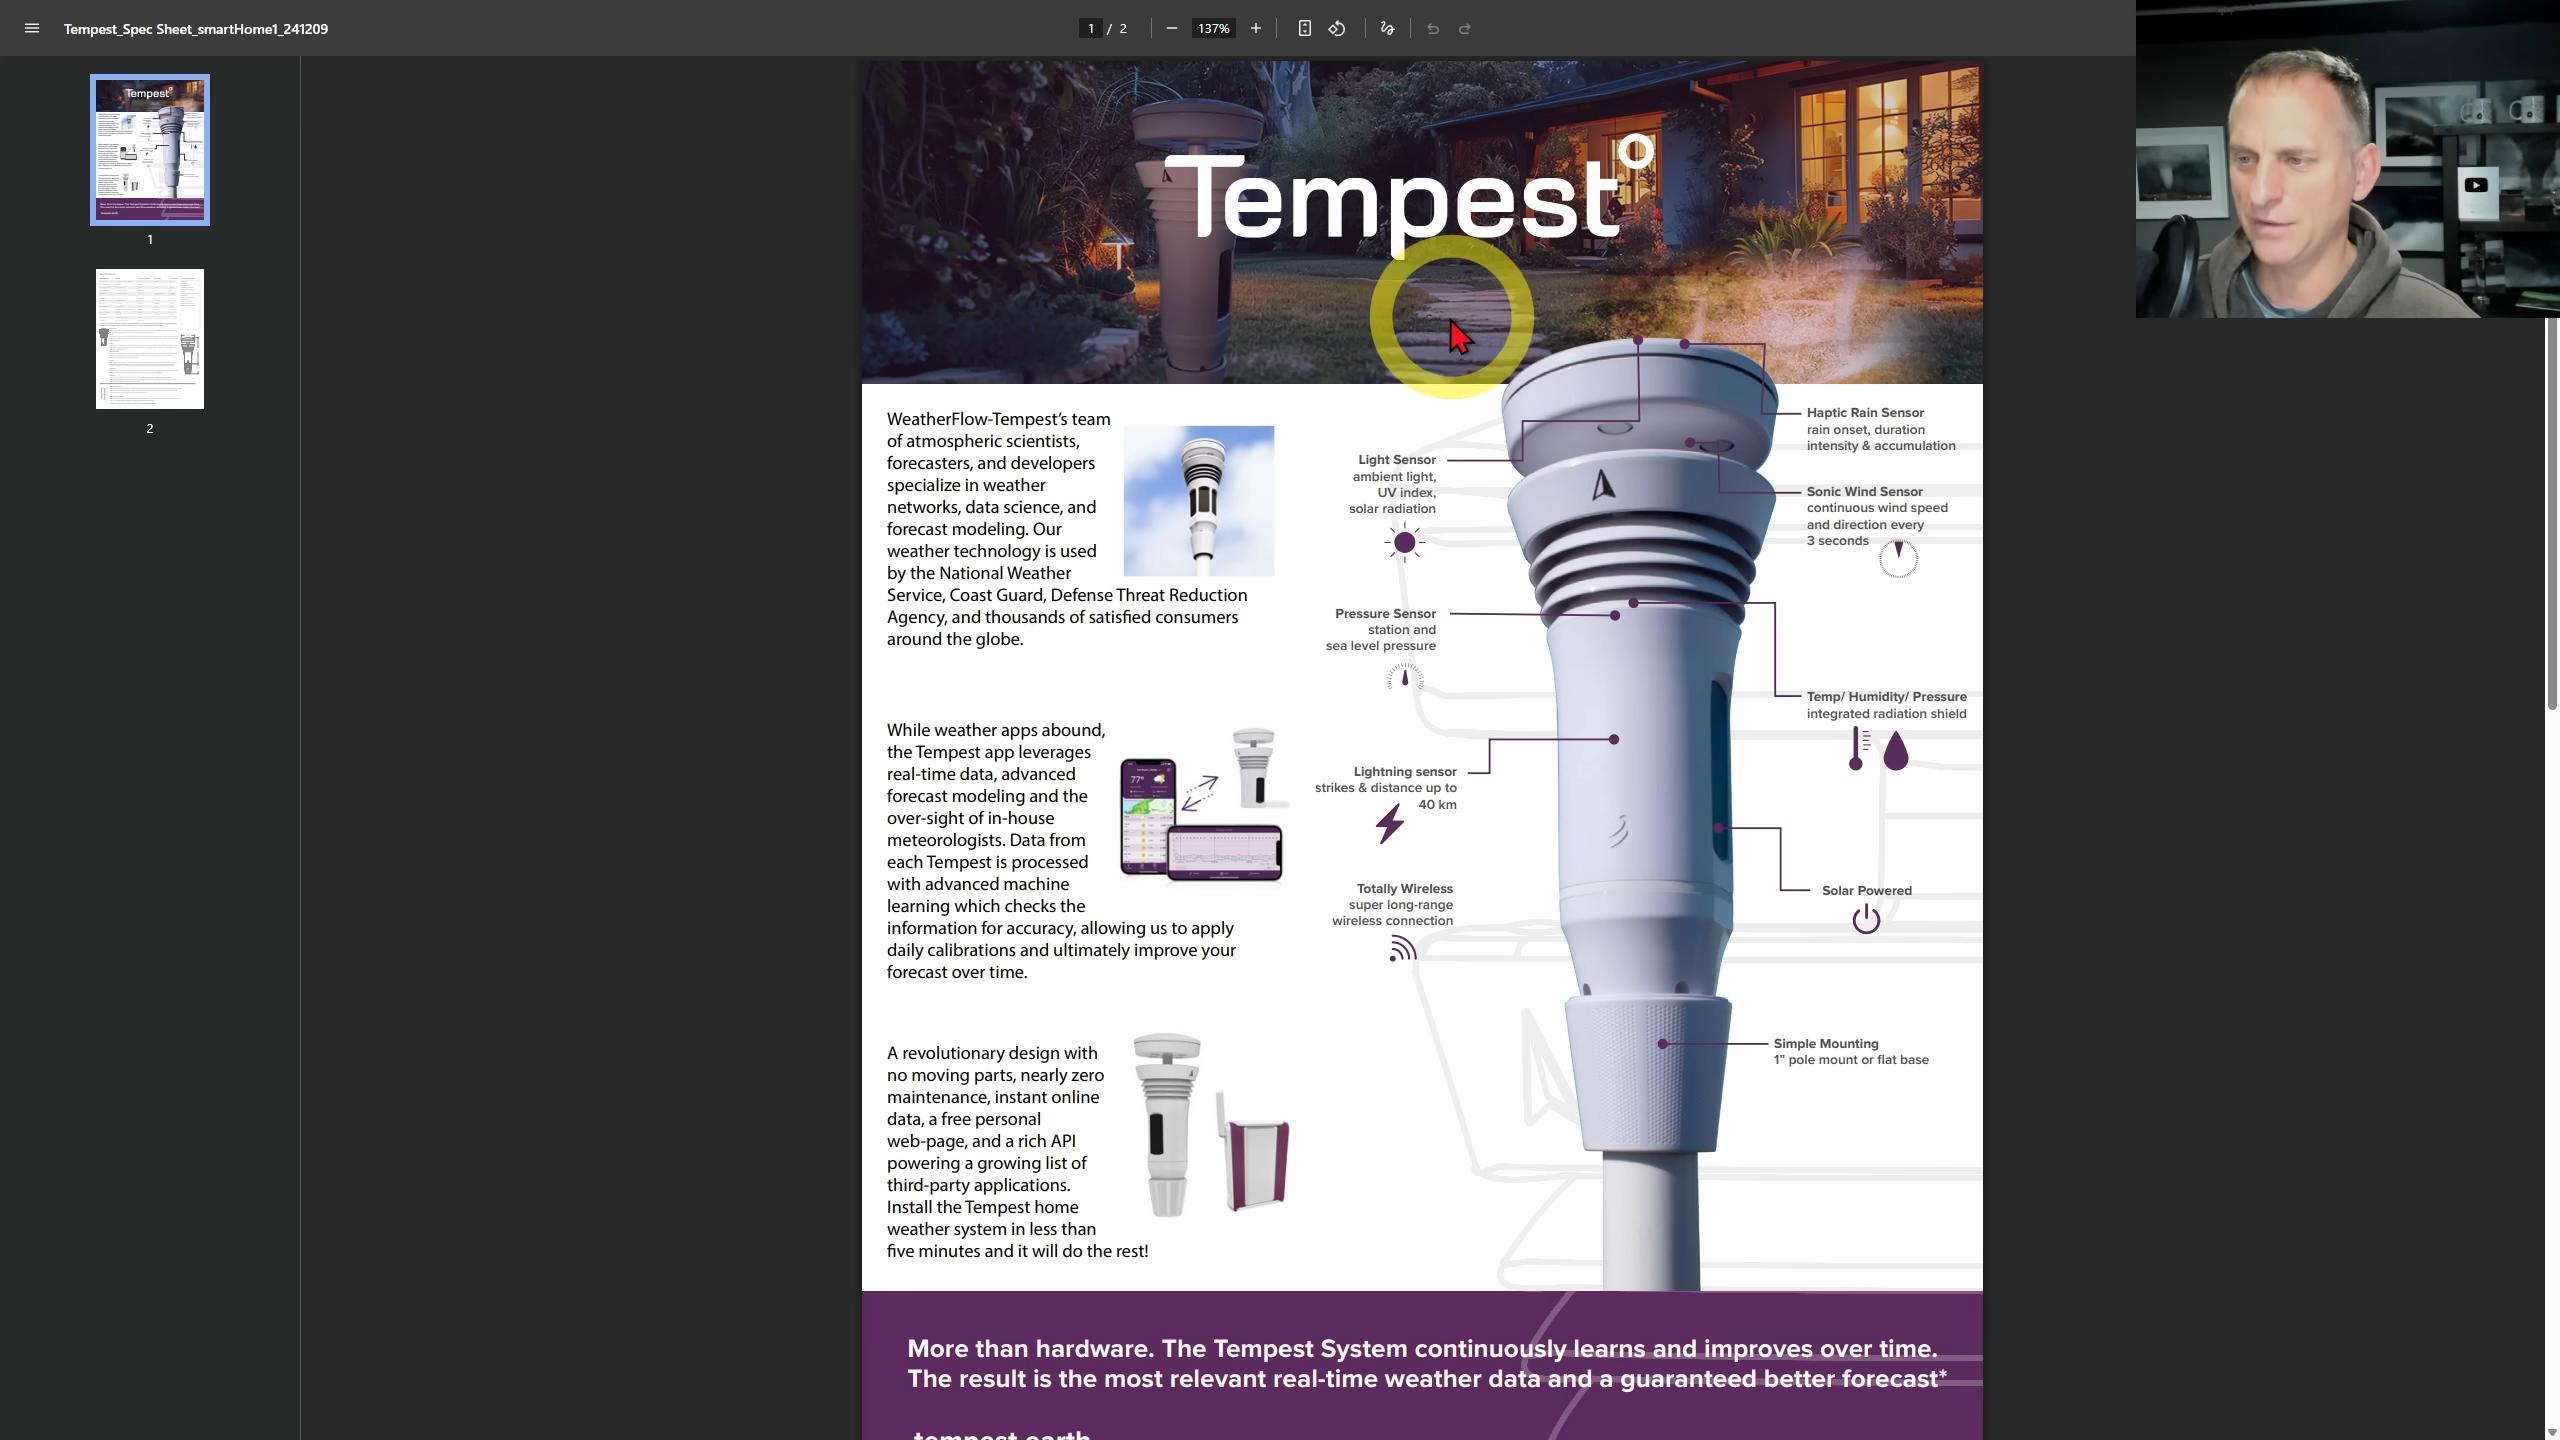 Tempest_Spec Sheet_smartHome1_241209
1 / 2
137%
1
2
Tempest°
WeatherFlow-Tempest's team
of atmospheric scientists,
forecasters, and developers
specialize in weather
networks, data science, and
forecast modeling. Our
weather technology is used
by the National Weather
Service, Coast Guard, Defense Threat Reduction
Agency, and thousands of satisfied consumers
around the globe.
While weather apps abound,
the Tempest app leverages
real-time data, advanced
forecast modeling and the
over-sight of in-house
meteorologists. Data from
each Tempest is processed
with advanced machine
learning which checks the
information for accuracy, allowing us to apply
daily calibrations and ultimately improve your
forecast over time.
77°
A revolutionary design with
no moving parts, nearly zero
maintenance, instant online
data, a free personal
web-page, and a rich API
powering a growing list of
third-party applications.
Install the Tempest home
weather system in less than
five minutes and it will do the rest!
Light Sensor
ambient light,
UV index,
solar radiation
Pressure Sensor
station and
sea level pressure
Lightning sensor
strikes & distance up to
40 km
Totally Wireless
super long-range
wireless connection
Haptic Rain Sensor
rain onset, duration
intensity & accumulation
Sonic Wind Sensor
continuous wind speed
and direction every
3 seconds
Temp/ Humidity/ Pressure
integrated radiation shield
Solar Powered
Simple Mounting
1” pole mount or flat base
More than hardware. The Tempest System continuously learns and improves over time.
The result is the most relevant real-time weather data and a guaranteed better forecast*
tempest.earth